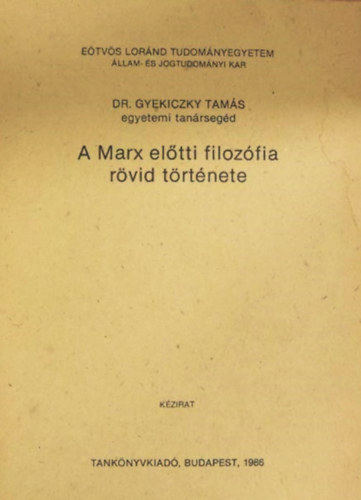 EÖTVÖS LORÁND TUDOMÁNYEGYETEM
ÁLLAM- ÉS JOGTUDOMÁNYI KAR
DR. GYEKICZKY TAMÁS
egyetemi tanársegéd
A Marx előtti filozófia
rövid története
KÉZIRAT
TANKÖNYVKIADÓ, BUDAPEST, 1986